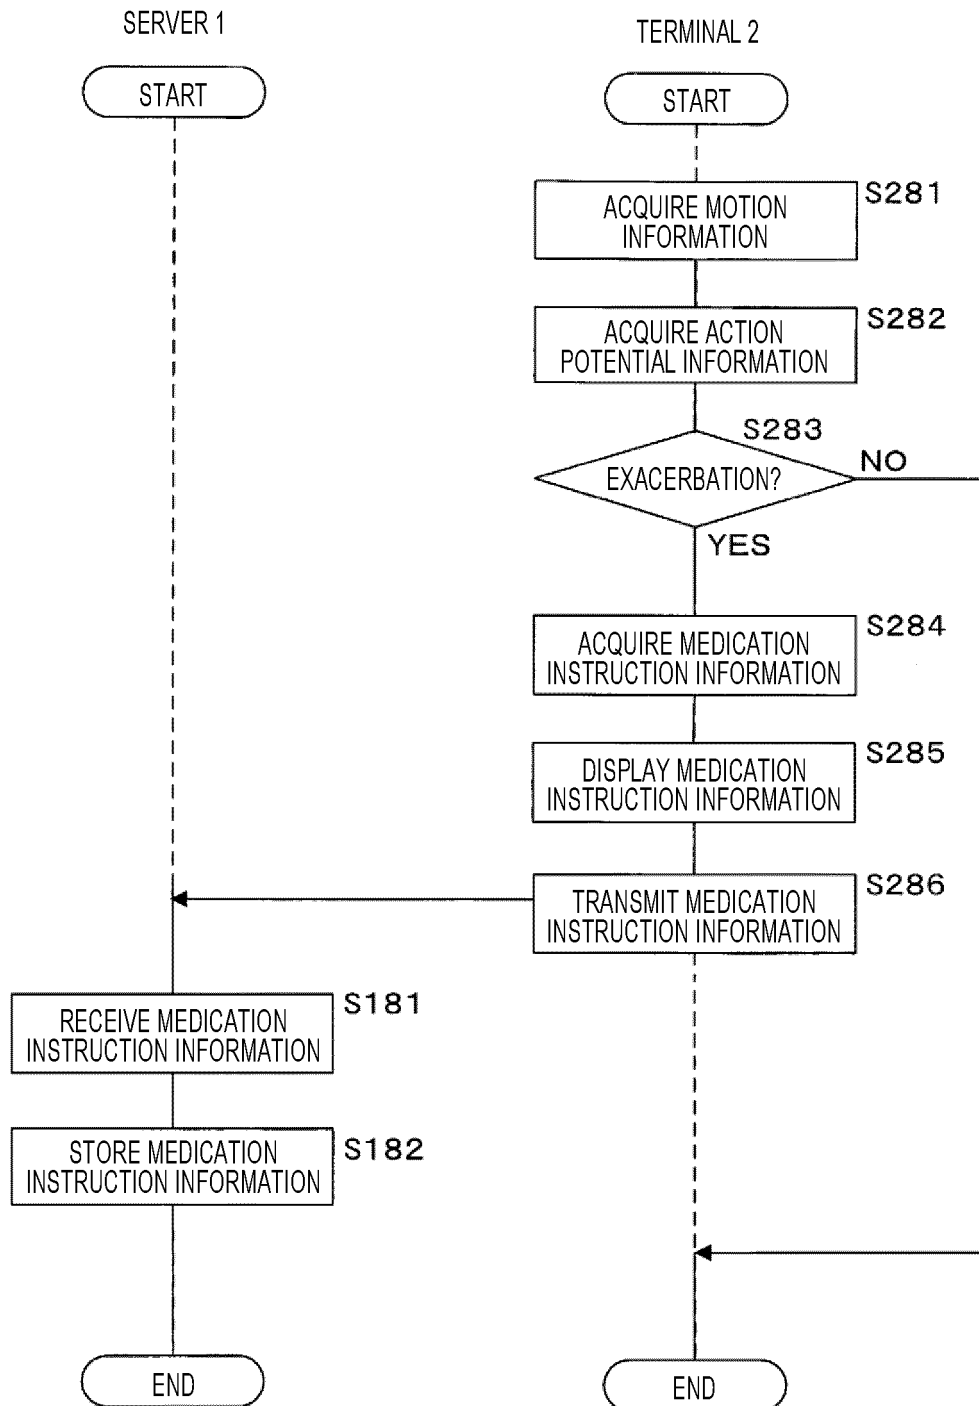 SERVER 1
TERMINAL 2
START
START
S281
ACQUIRE MOTION
INFORMATION
S282
ACQUIRE ACTION
POTENTIAL INFORMATION
S283
EXACERBATION?
NO
YES
S284
ACQUIRE MEDICATION
INSTRUCTION INFORMATION
S285
DISPLAY MEDICATION
INSTRUCTION INFORMATION
S286
TRANSMIT MEDICATION
INSTRUCTION INFORMATION
S181
RECEIVE MEDICATION
INSTRUCTION INFORMATION
S182
STORE MEDICATION
INSTRUCTION INFORMATION
END
END